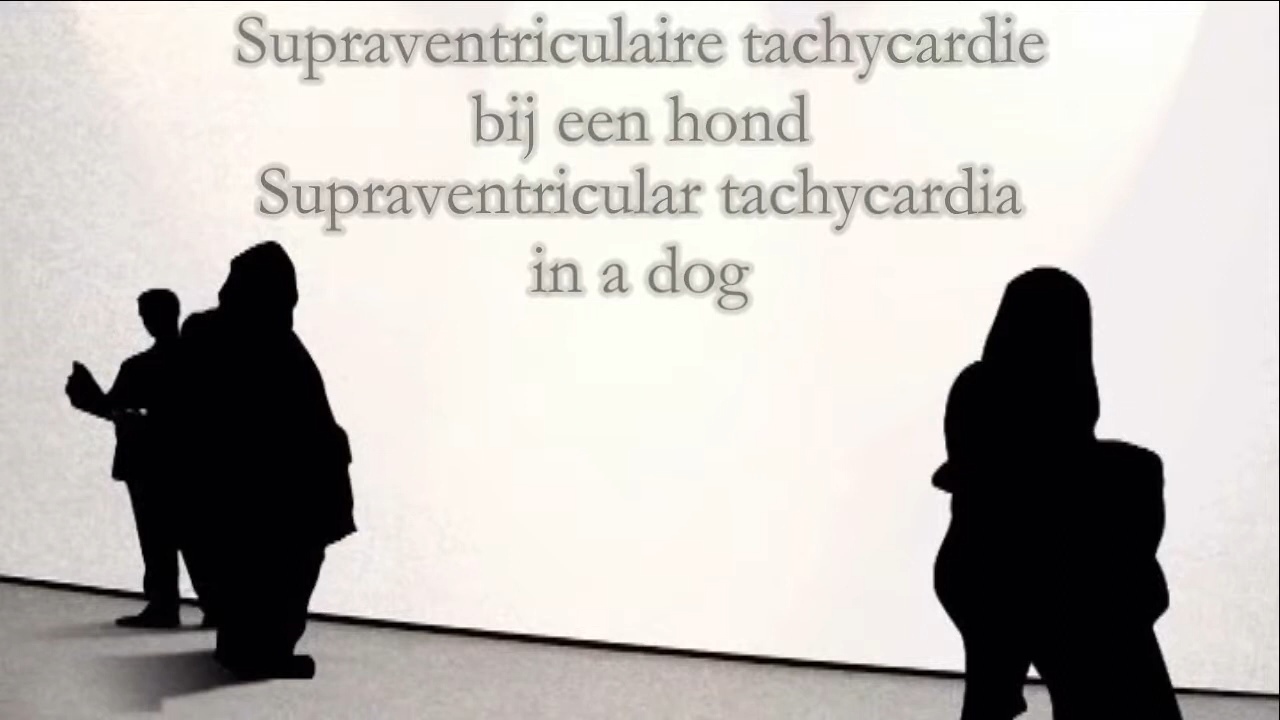 Supraventriculaire tachycardie
bij een hond
Supraventricular tachycardia
in a dog